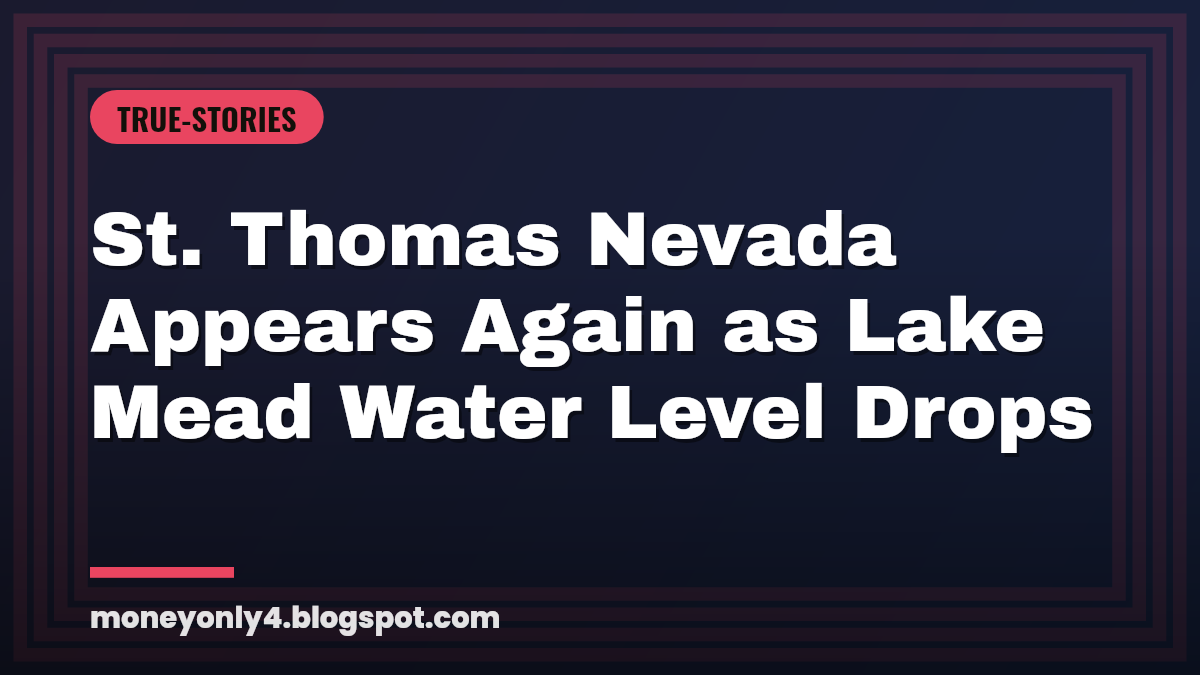 TRUE-STORIES
St. Thomas Nevada
Appears Again as Lake
Mead Water Level Drops
moneyonly4.blogspot.com